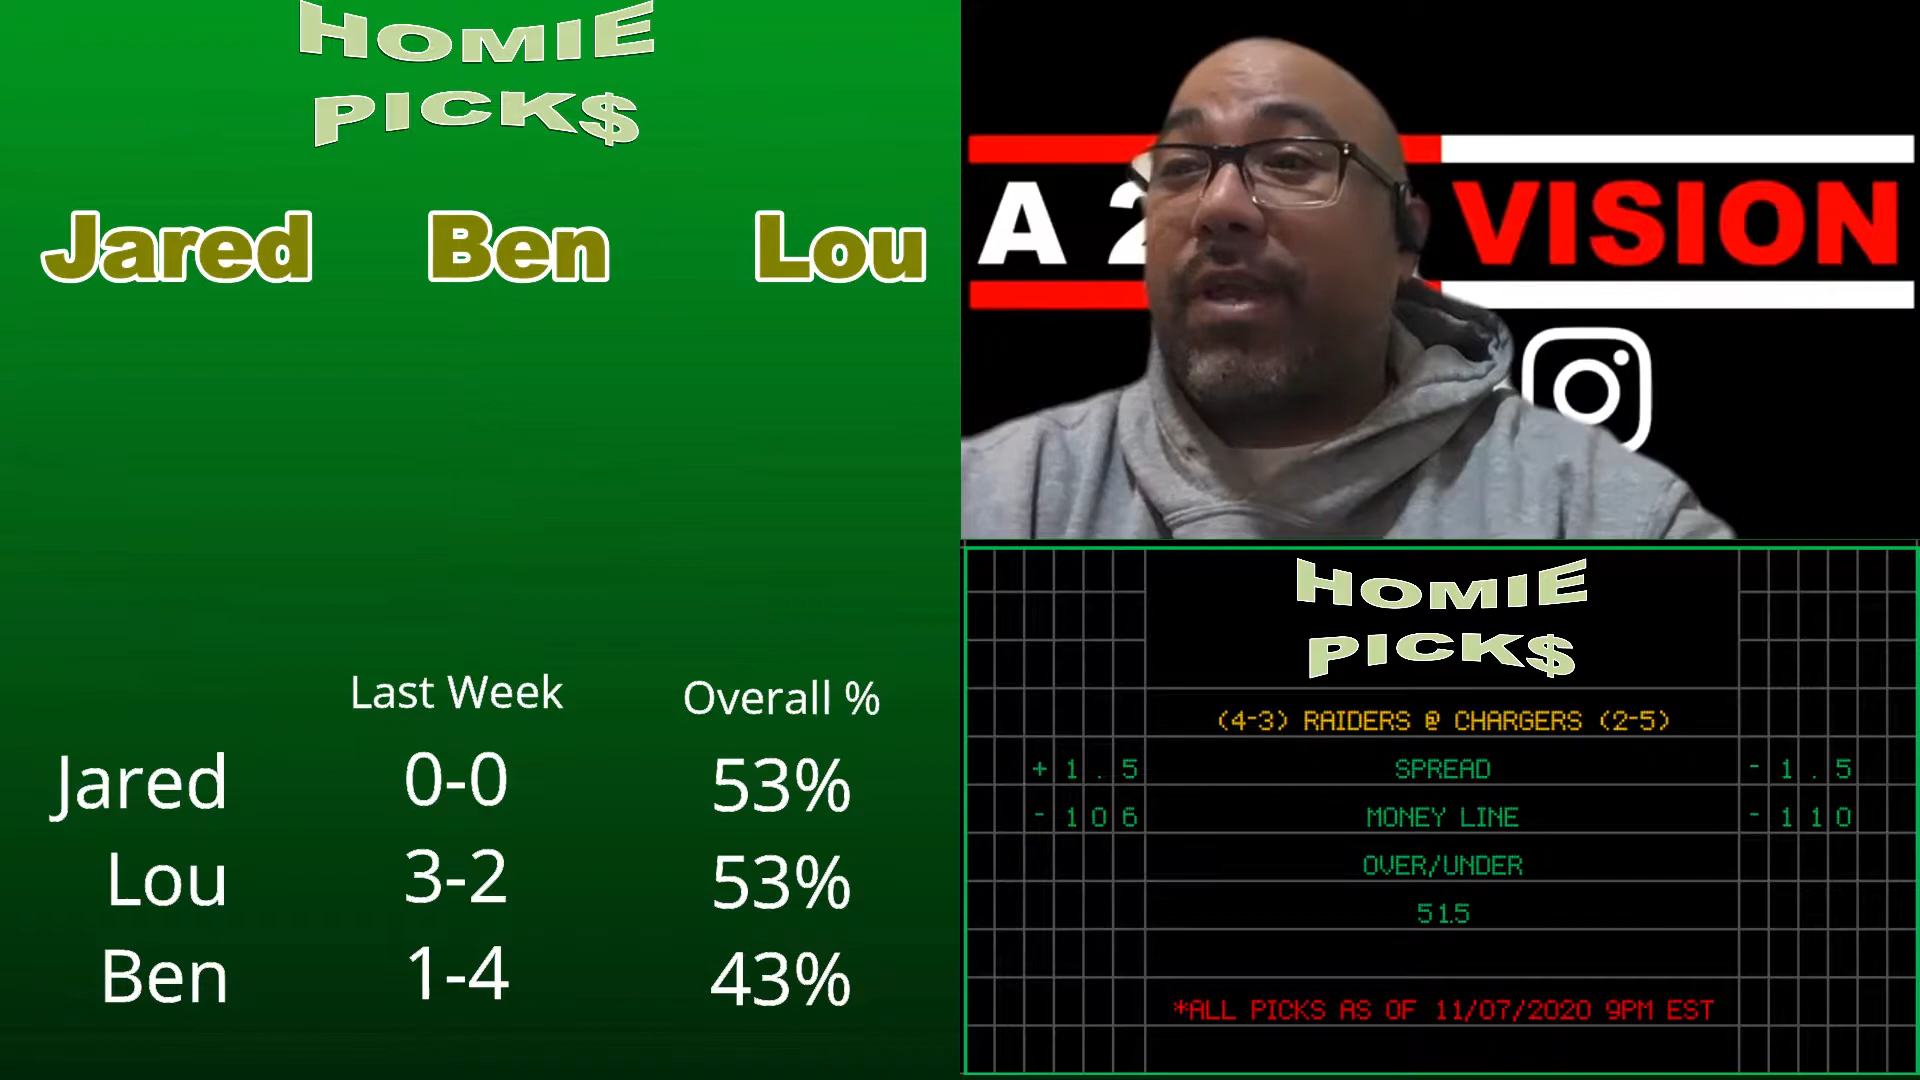 HOMIE
PICK$
Jared Ben Lou
Last Week Overall %
Jared 0-0 53%
Lou 3-2 53%
Ben 1-4 43%
A 2 VISION
HOMIE
PICK$
(4-3) RAIDERS @ CHARGERS (2-5)
+1.5 SPREAD -1.5
-106 MONEY LINE -110
OVER/UNDER
51.5
*ALL PICKS AS OF 11/07/2020 9PM EST